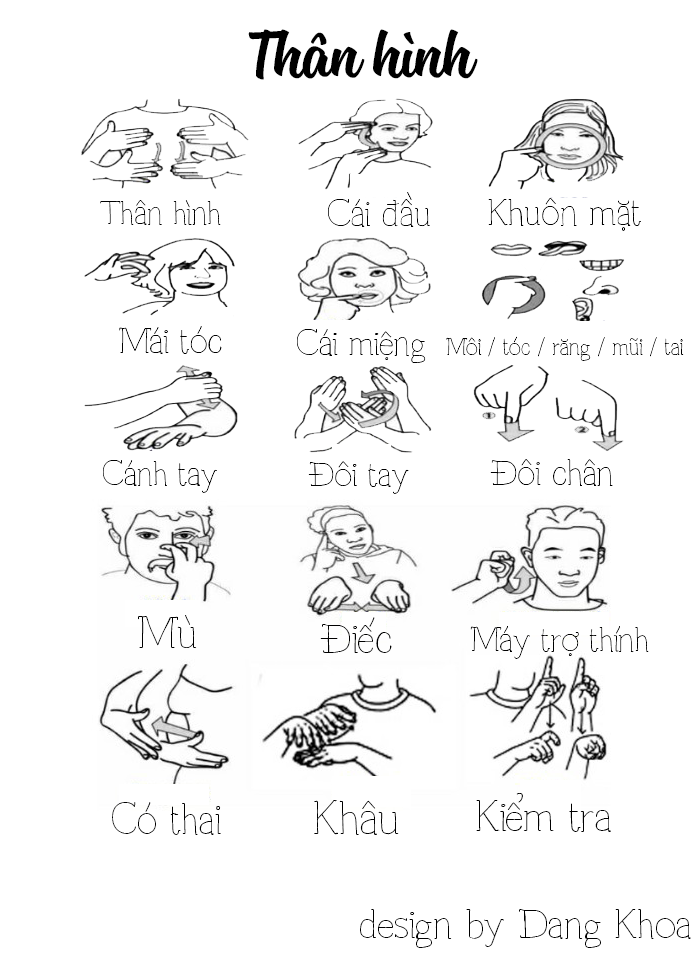 Thân hình
Thân hình
Cái đầu
Khuôn mặt
Mái tóc
Cái miệng
Môi / tóc / răng / mũi / tai
Cánh tay
Đôi tay
Đôi chân
1
2
Mù
Điếc
Máy trợ thính
Có thai
Khâu
Kiểm tra
design by Dang Khoa